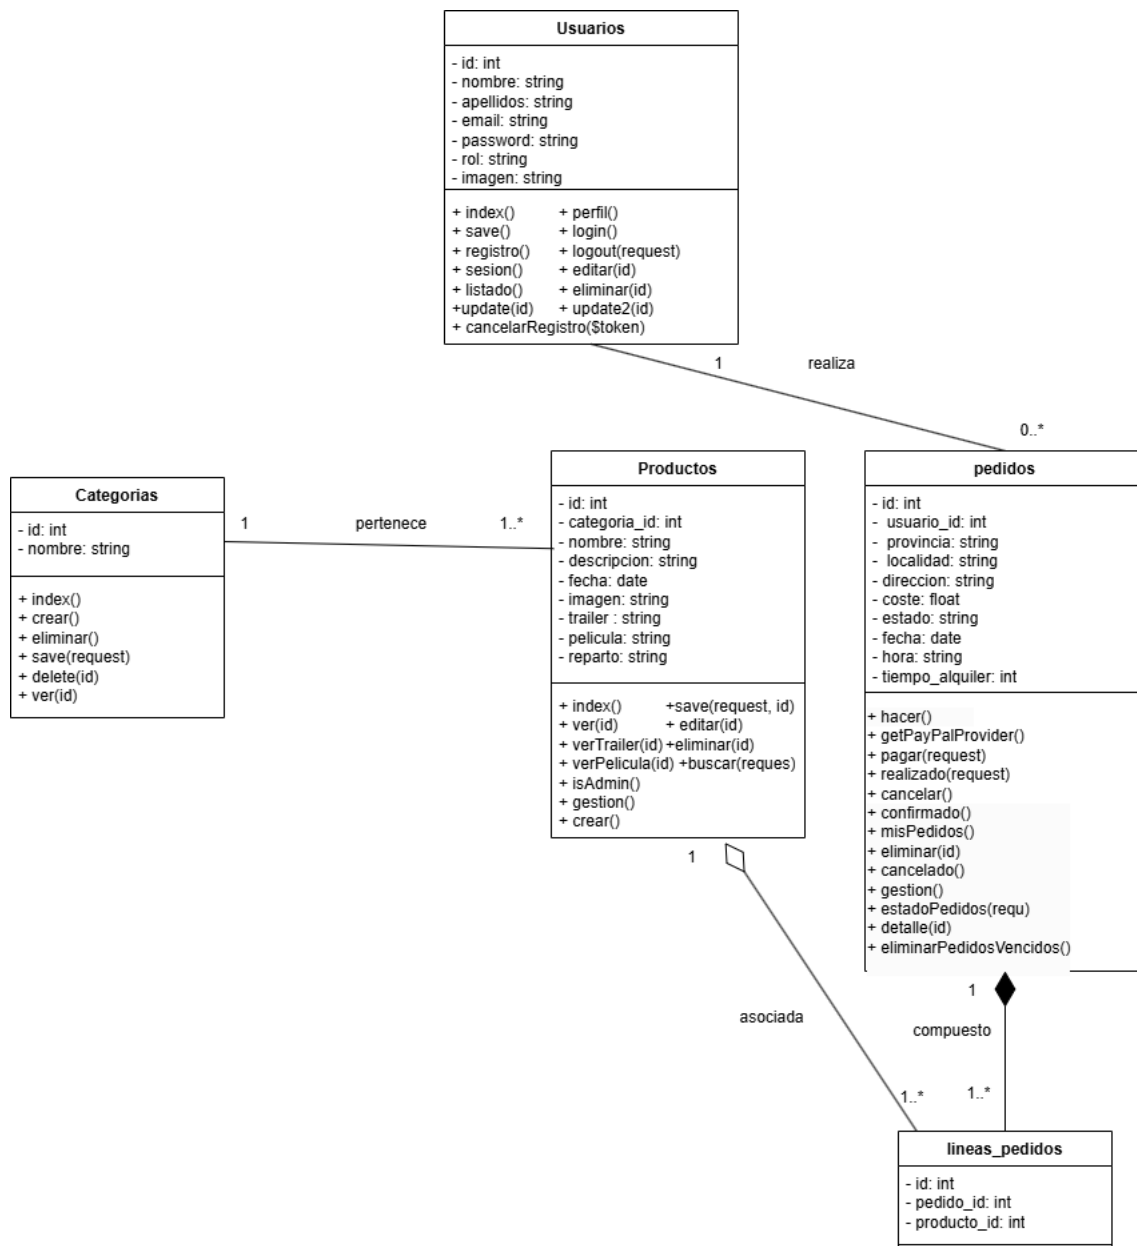 Usuarios
- id: int
- nombre: string
- apellidos: string
- email: string
- password: string
- rol: string
- imagen: string
+ index() + perfil()
+ save() + login()
+ registro() + logout(request)
+ sesion() + editar(id)
+ listado() + eliminar(id)
+update(id) + update2(id)
+ cancelarRegistro($token)
1 realiza
0..*
Categorias
- id: int
- nombre: string
+ index()
+ crear()
+ eliminar()
+ save(request)
+ delete(id)
+ ver(id)
1 pertenece 1..*
Productos
- id: int
- categoria_id: int
- nombre: string
- descripcion: string
- fecha: date
- imagen: string
- trailer : string
- pelicula: string
- reparto: string
+ index() +save(request, id)
+ ver(id) + editar(id)
+ verTrailer(id) +eliminar(id)
+ verPelicula(id) +buscar(reques)
+ isAdmin()
+ gestion()
+ crear()
pedidos
- id: int
- usuario_id: int
- provincia: string
- localidad: string
- direccion: string
- coste: float
- estado: string
- fecha: date
- hora: string
- tiempo_alquiler: int
+ hacer()
+ getPayPalProvider()
+ pagar(request)
+ realizado(request)
+ cancelar()
+ confirmado()
+ misPedidos()
+ eliminar(id)
+ cancelado()
+ gestion()
+ estadoPedidos(requ)
+ detalle(id)
+ eliminarPedidosVencidos()
1
asociada
1..*
1
compuesto
1..*
lineas_pedidos
- id: int
- pedido_id: int
- producto_id: int